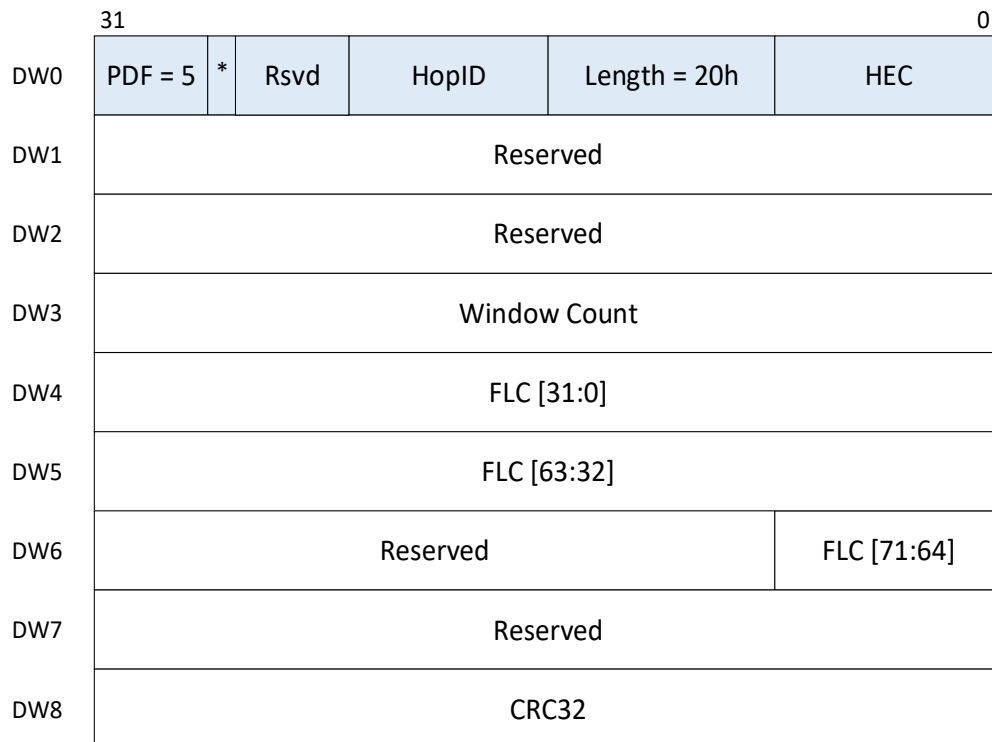 31 0
DW0 PDF = 5 * Rsvd HopID Length = 20h HEC
DW1 Reserved
DW2 Reserved
DW3 Window Count
DW4 FLC [31:0]
DW5 FLC [63:32]
DW6 Reserved FLC [71:64]
DW7 Reserved
DW8 CRC32